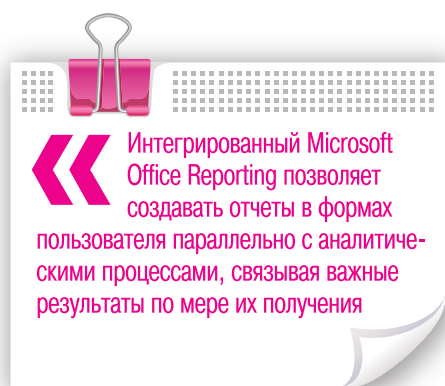 « Интегрированный Microsoft
Office Reporting позволяет
создавать отчеты в формах
пользователя параллельно с аналитиче-
скими процессами, связывая важные
результаты по мере их получения